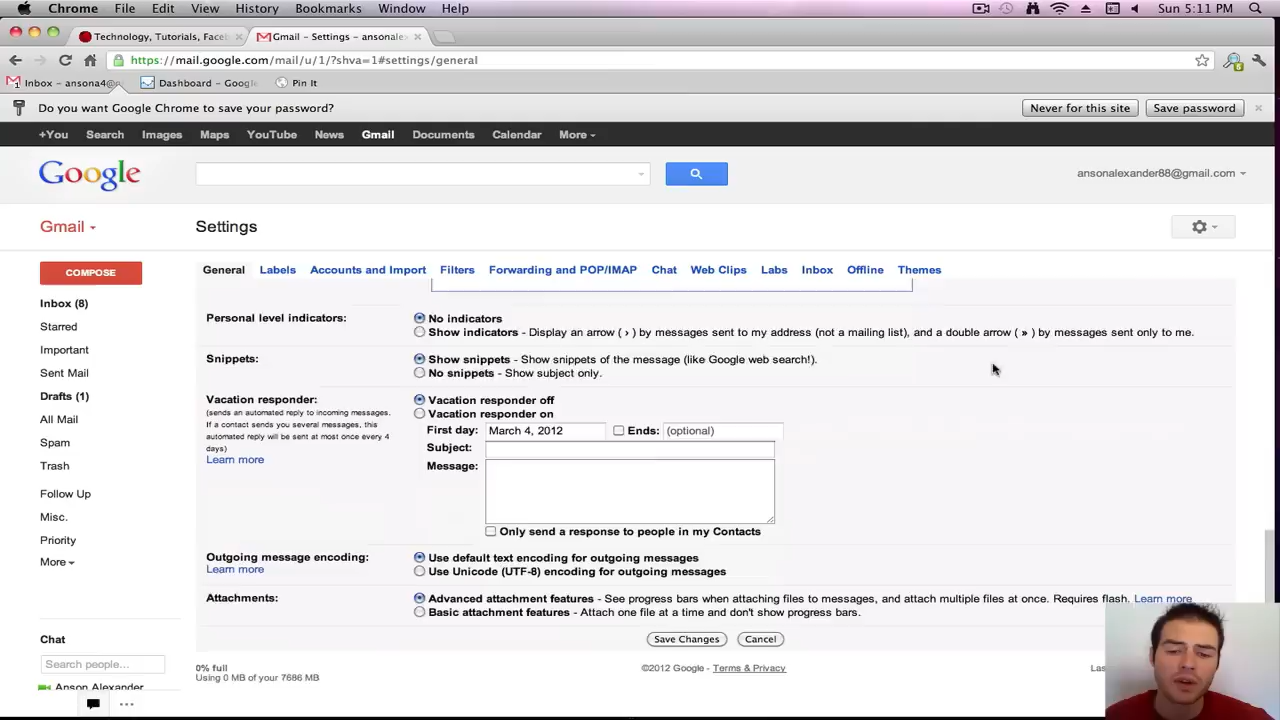 Chrome File Edit View History Bookmarks Window Help Sun 5:11 PM
Technology, Tutorials, Face Gmail - Settings - ansonalex
https://mail.google.com/mail/u/1/?shva=1#settings/general
Inbox - ansona4@ Dashboard - Google Pin It
Do you want Google Chrome to save your password? Never for this site Save password
+You Search Images Maps YouTube News Gmail Documents Calendar More
Google ansonalexander88@gmail.com
Gmail Settings
General Labels Accounts and Import Filters Forwarding and POP/IMAP Chat Web Clips Labs Inbox Offline Themes
COMPOSE
Inbox (8)
Starred
Important
Sent Mail
Drafts (1)
All Mail
Spam
Trash
Follow Up
Misc.
Priority
More
Chat
Search people...
Anson Alexander
Personal level indicators: No indicators
Show indicators - Display an arrow ( › ) by messages sent to my address (not a mailing list), and a double arrow ( » ) by messages sent only to me.
Snippets: Show snippets - Show snippets of the message (like Google web search!).
No snippets - Show subject only.
Vacation responder: Vacation responder off
(sends an automated reply to incoming messages. Vacation responder on
If a contact sends you several messages, this
automated reply will be sent at most once every 4
days)
Learn more
First day: March 4, 2012 Ends: (optional)
Subject:
Message:
Only send a response to people in my Contacts
Outgoing message encoding: Use default text encoding for outgoing messages
Learn more Use Unicode (UTF-8) encoding for outgoing messages
Attachments: Advanced attachment features - See progress bars when attaching files to messages, and attach multiple files at once. Requires flash. Learn more
Basic attachment features - Attach one file at a time and don't show progress bars.
Save Changes Cancel
0% full ©2012 Google - Terms & Privacy Las
Using 0 MB of your 7686 MB